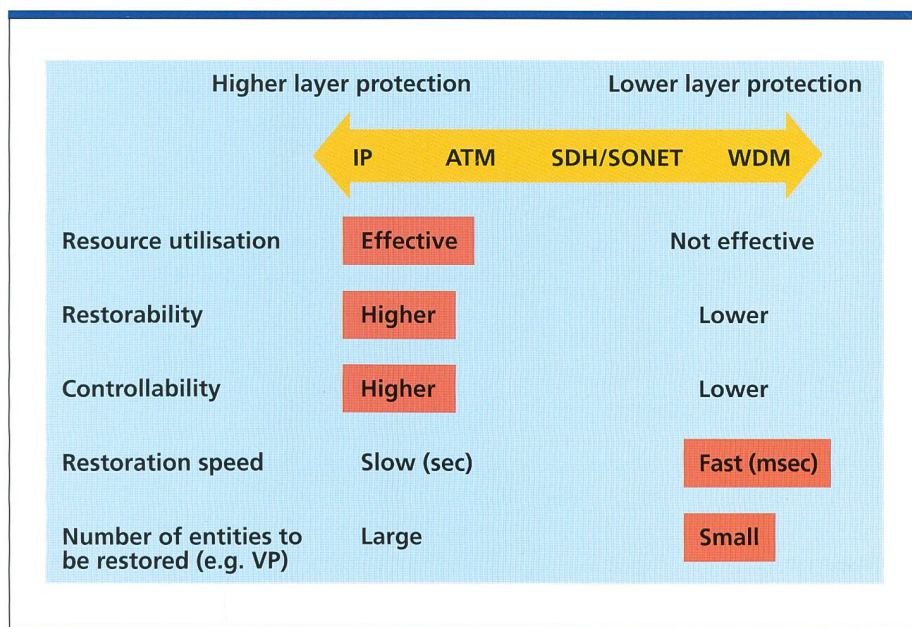 Higher layer protection Lower layer protection
IP ATM SDH/SONET WDM
Resource utilisation Effective Not effective
Restorability Higher Lower
Controllability Higher Lower
Restoration speed Slow (sec) Fast (msec)
Number of entities to Large Small
be restored (e.g. VP)